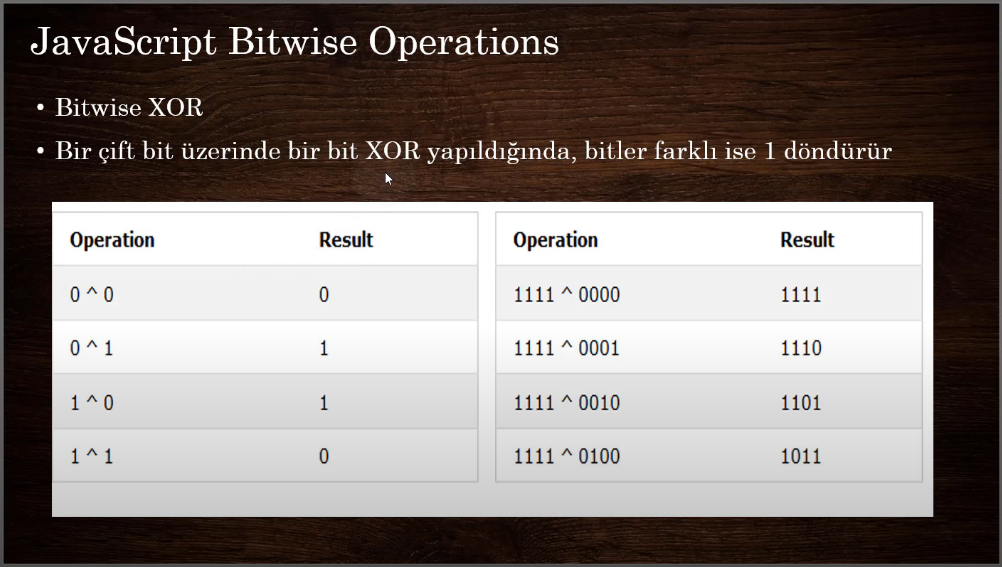 JavaScript Bitwise Operations
• Bitwise XOR
• Bir çift bit üzerinde bir bit XOR yapıldığında, bitler farklı ise 1 döndürür
Operation Result
0 ^ 0 0
0 ^ 1 1
1 ^ 0 1
1 ^ 1 0
Operation Result
1111 ^ 0000 1111
1111 ^ 0001 1110
1111 ^ 0010 1101
1111 ^ 0100 1011